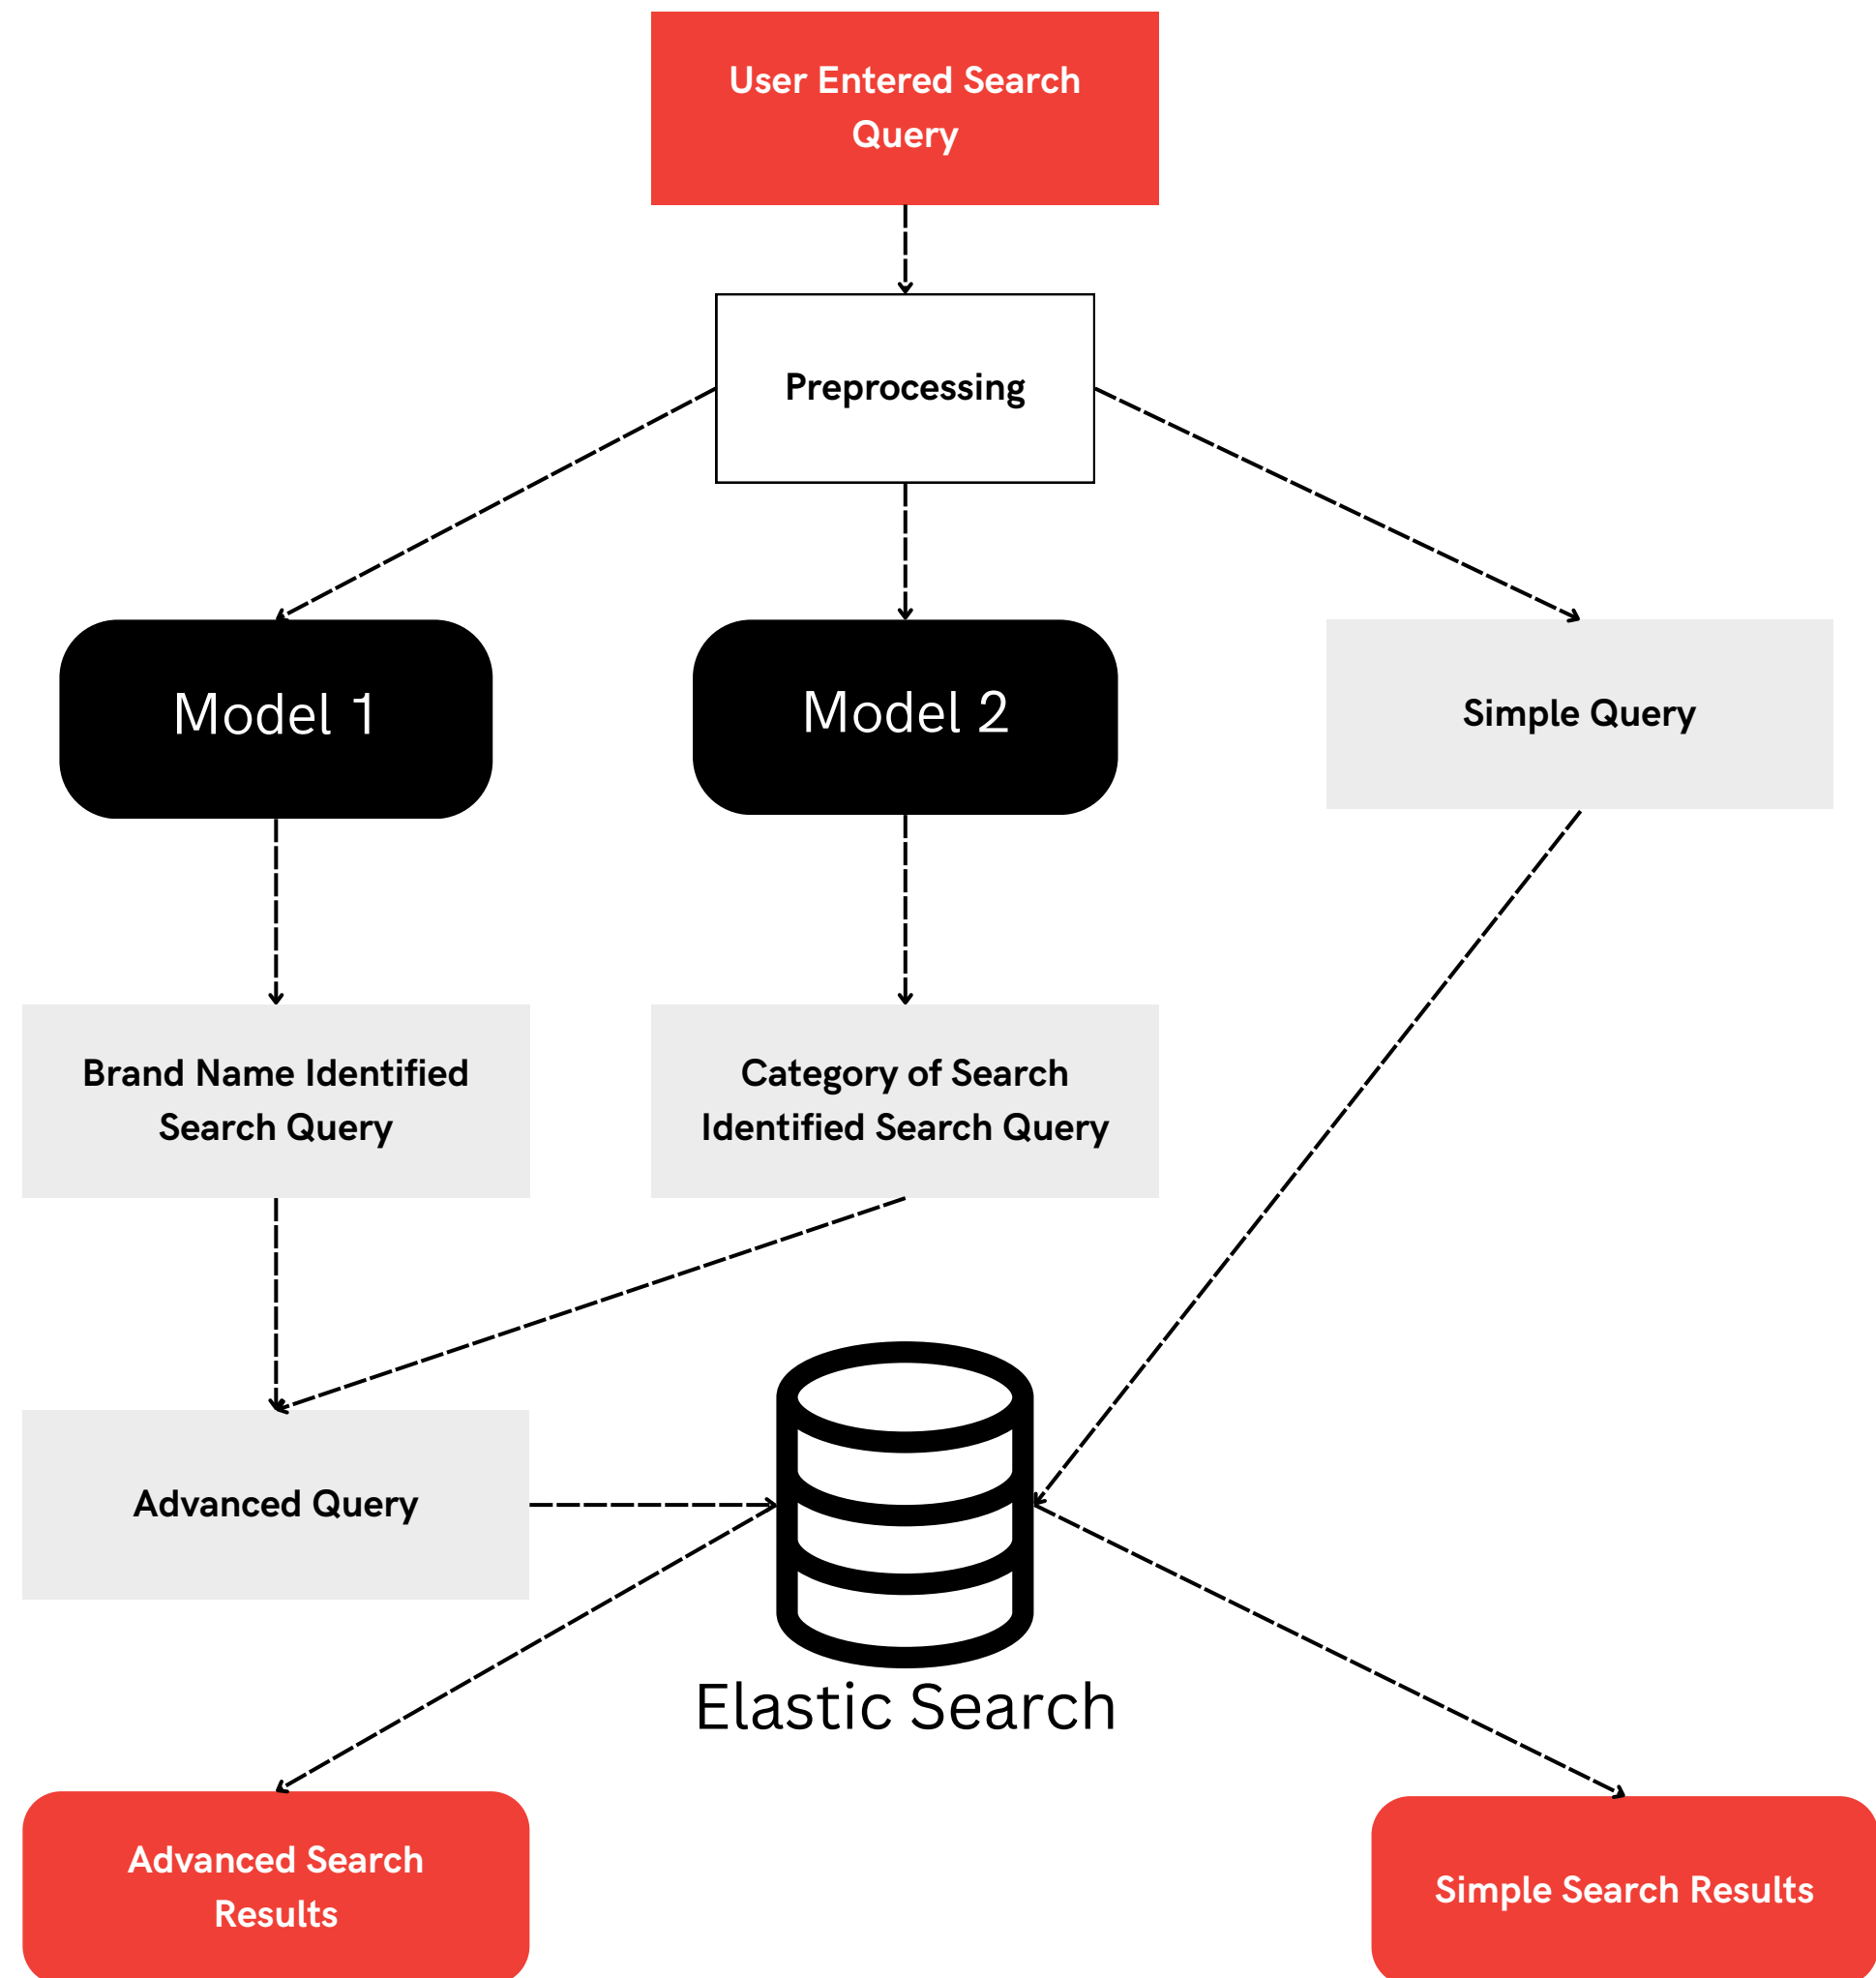 User Entered Search
Query
Preprocessing
Model 1
Model 2
Simple Query
Brand Name Identified
Search Query
Category of Search
Identified Search Query
Advanced Query
Elastic Search
Advanced Search
Results
Simple Search Results